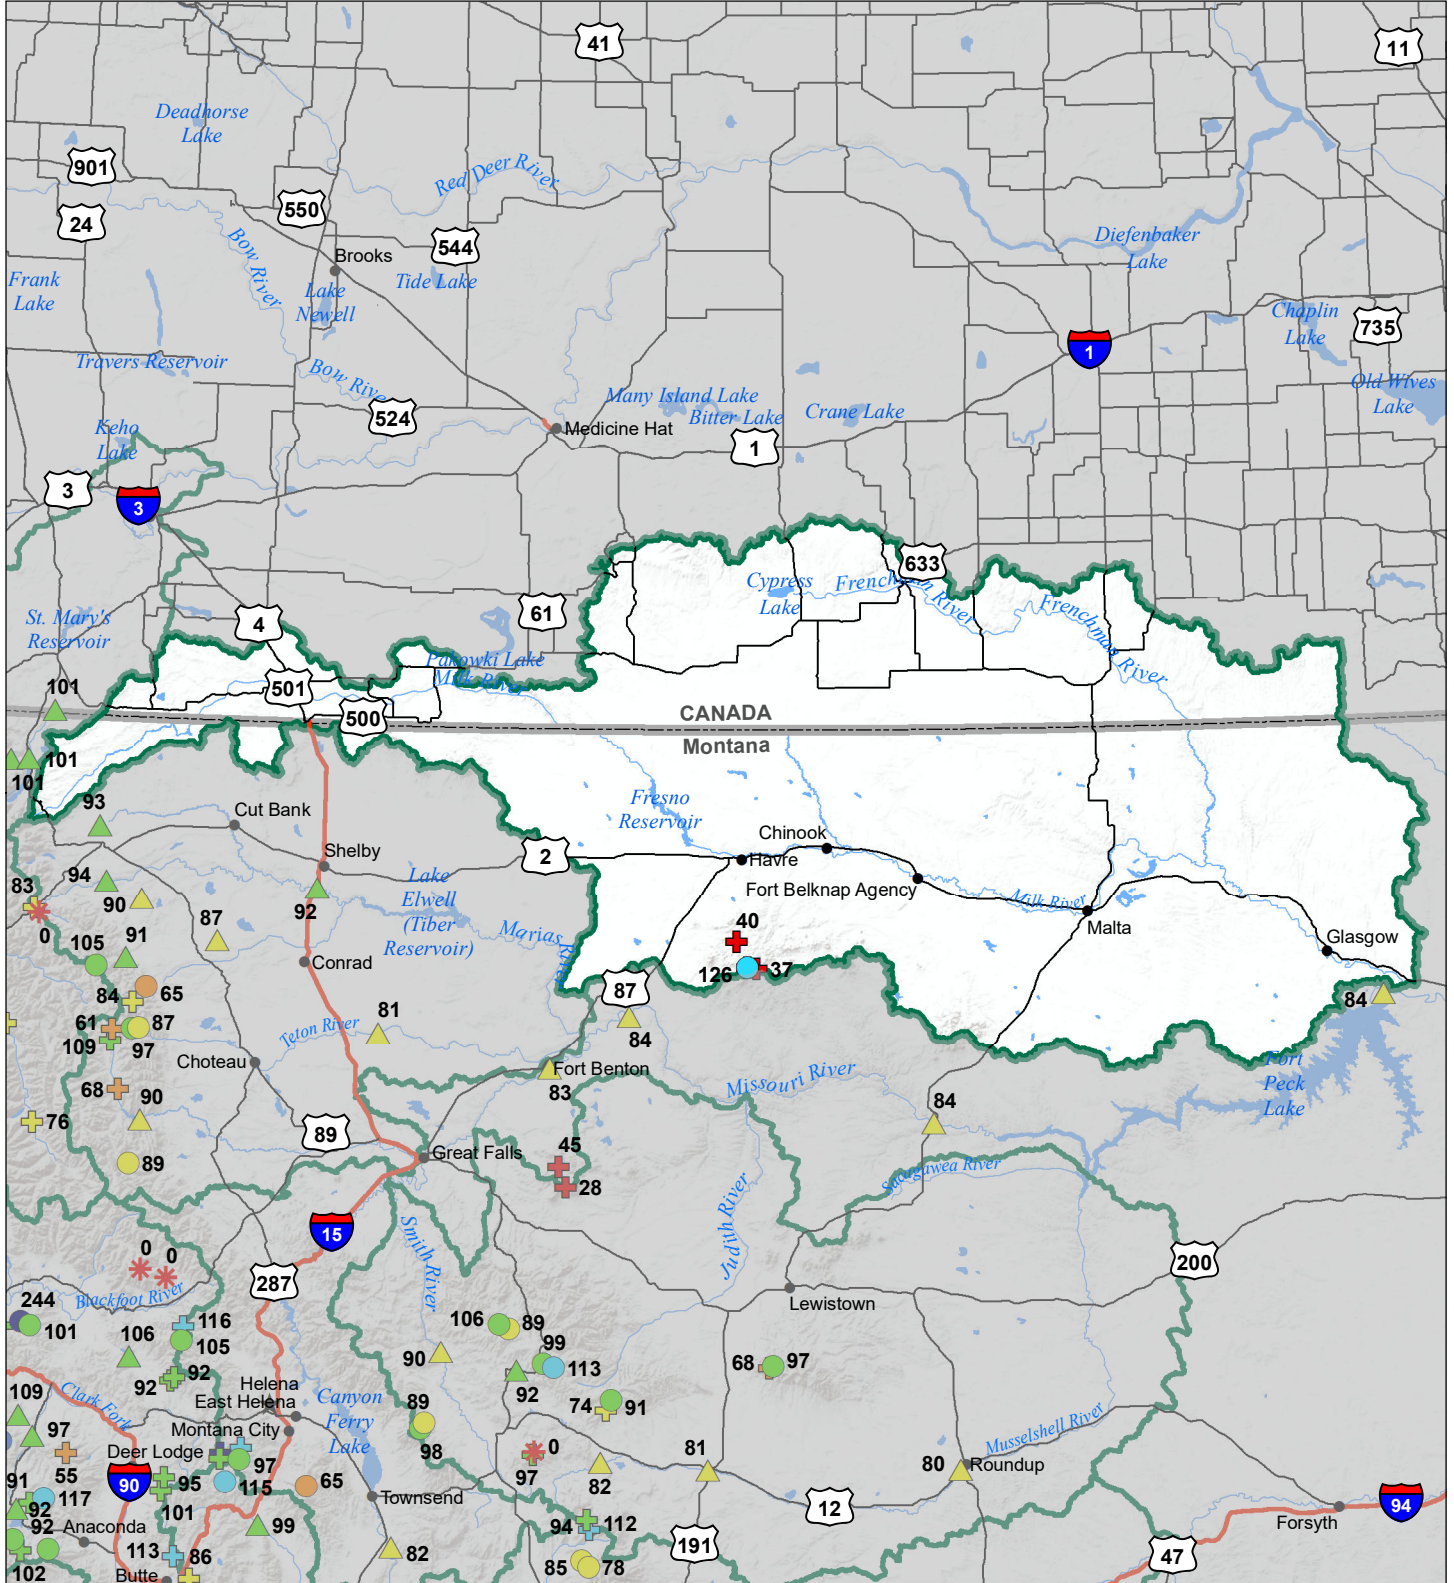 41
11
Deadhorse
Lake
901
24
550
Red Deer River
544
Bow River
Brooks
Tide Lake
Lake
Newell
Frank
Lake
Diefenbaker
Lake
Chaplin
Lake
735
1
Travers Reservoir
Bow Rive
524
Many Island Lake
Bitter Lake
Crane Lake
Old Wives
Lake
Keho
Lake
Medicine Hat
1
3
3
633
Cypress
Lake
Frenchman River
Frenchman River
61
4
St. Mary's
Reservoir
Pakowki Lake
Milk River
501
500
101
CANADA
Montana
101
101
93
Cut Bank
Fresno
Reservoir
Chinook
Havre
Shelby
2
Fort Belknap Agency
Milk River
Malta
Glasgow
94
83
90
0
92
87
Lake
Elwell
(Tiber
Reservoir)
Marias River
40
126
37
105
91
Conrad
65
84
87
84
61
87
97
109
81
84
Teton River
Choteau
Fort Benton
83
Missouri River
Fort
Peck
Lake
68
90
76
89
89
Great Falls
84
45
28
Sacagawea River
Judith River
Smith River
15
0
0
287
200
Blackfoot River
Lewistown
244
101
116
105
106
92
92
106
89
99
113
92
90
68
97
109
Clark Fork
Helena
East Helena
Montana City
Canyon
Ferry
Lake
89
98
74
91
97
Deer Lodge
55
97
115
65
0
97
82
81
Musselshell River
80
Roundup
91
90
95
101
117
92
92
Townsend
12
94
Forsyth
Anaconda
99
94
112
191
47
113
86
82
85
78
102
Butte